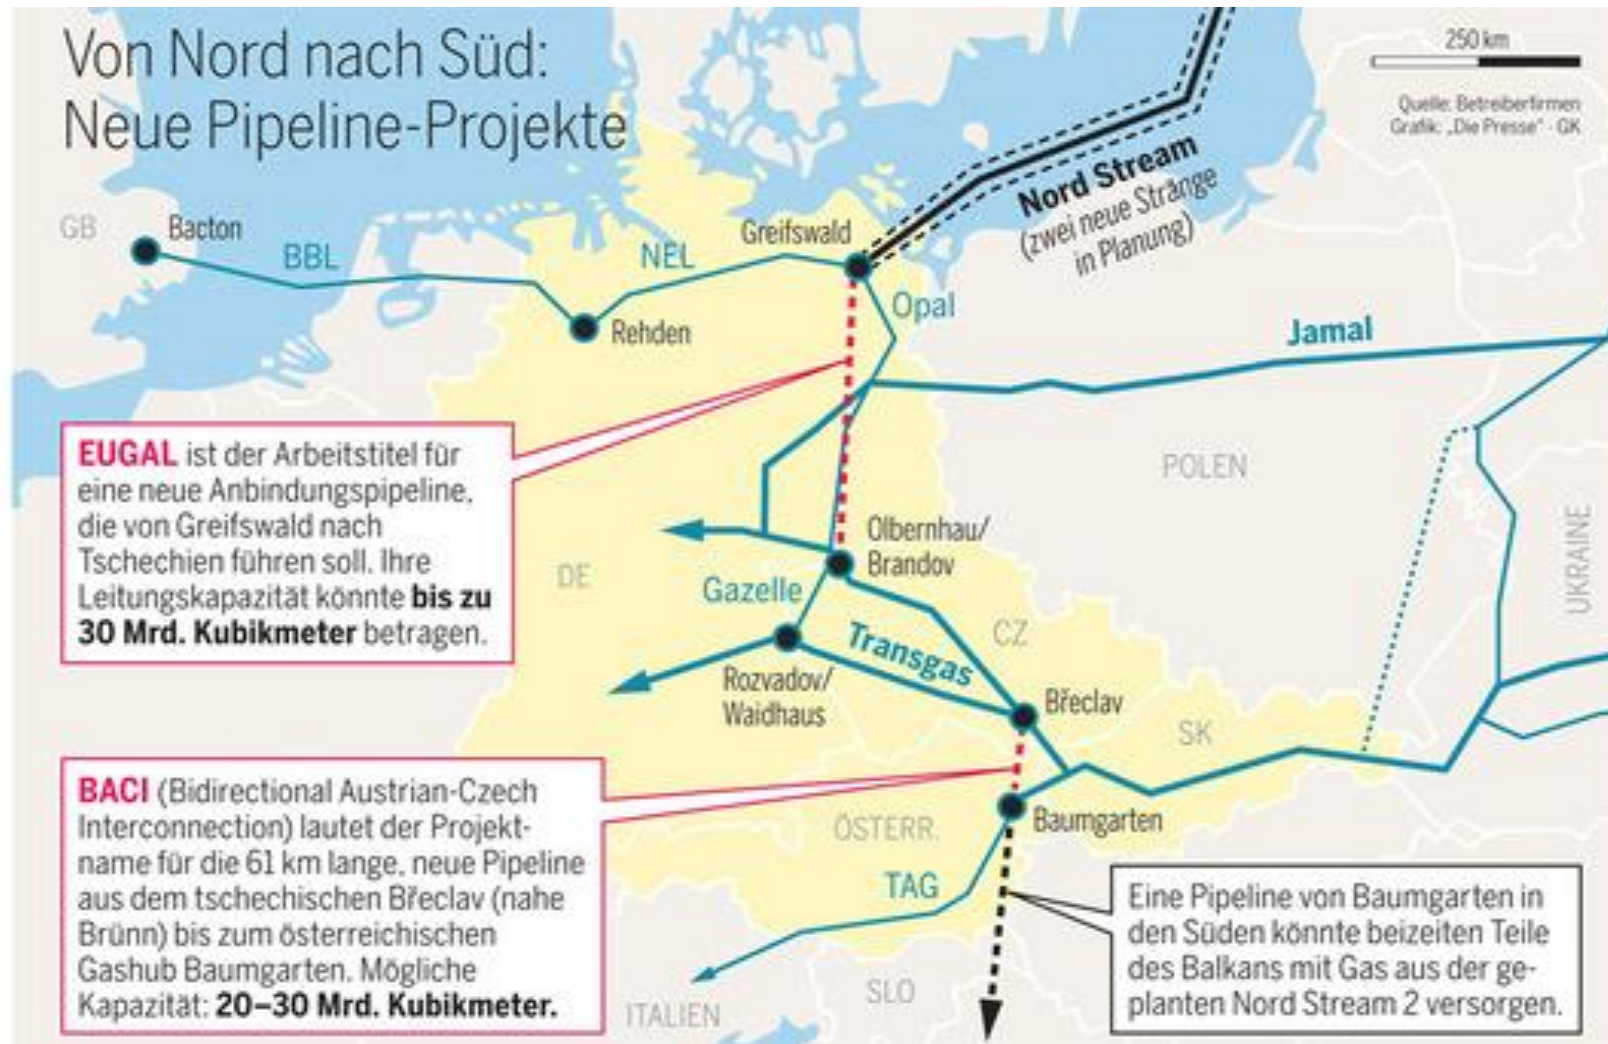 Von Nord nach Süd:
Neue Pipeline-Projekte
250 km
Quelle: Betreiberfirmen
Grafik: „Die Presse“ · GK
Nord Stream
(zwei neue Stränge
in Planung)
GB
Bacton
BBL
NEL
Greifswald
Rehden
Opal
Jamal
EUGAL ist der Arbeitstitel für
eine neue Anbindungspipeline,
die von Greifswald nach
Tschechien führen soll. Ihre
Leitungskapazität könnte bis zu
30 Mrd. Kubikmeter betragen.
POLEN
UKRAINE
DE
Olbernhau/
Brandov
Gazelle
CZ
Transgas
Rozvadov/
Waidhaus
Břeclav
SK
BACI (Bidirectional Austrian-Czech
Interconnection) lautet der Projekt-
name für die 61 km lange, neue Pipeline
aus dem tschechischen Břeclav (nahe
Brünn) bis zum österreichischen
Gashub Baumgarten. Mögliche
Kapazität: 20–30 Mrd. Kubikmeter.
ÖSTERR.
Baumgarten
TAG
SLO
ITALIEN
Eine Pipeline von Baumgarten in
den Süden könnte beizeiten Teile
des Balkans mit Gas aus der ge-
planten Nord Stream 2 versorgen.